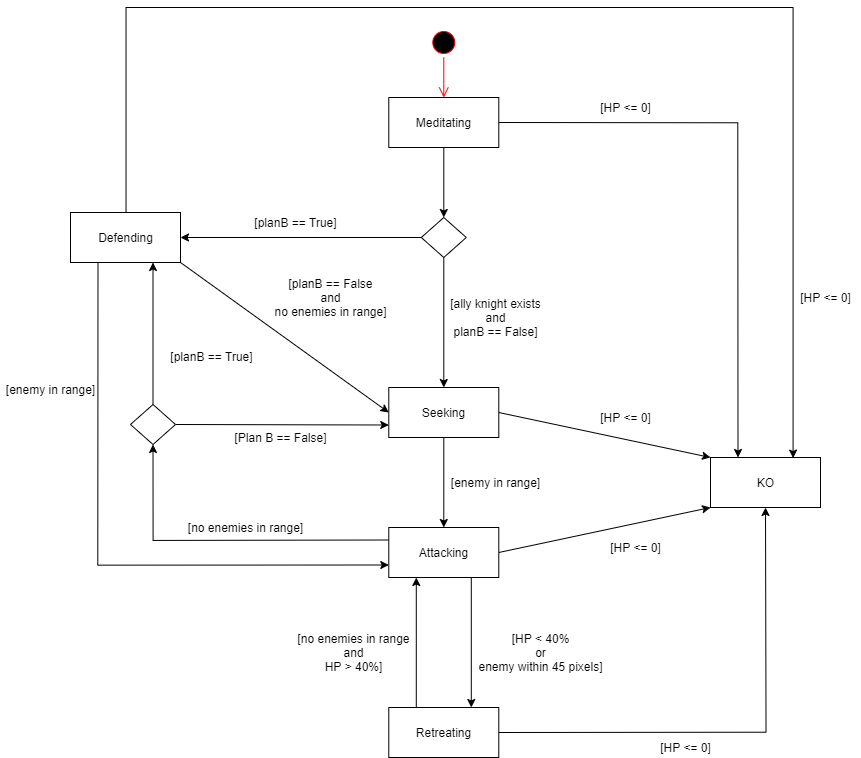 Meditating
[HP <= 0]
[planB == True]
Defending
[planB == False
and
no enemies in range]
[ally knight exists
and
planB == False]
[HP <= 0]
[planB == True]
[enemy in range]
Seeking
[HP <= 0]
[Plan B == False]
[enemy in range]
KO
[no enemies in range]
Attacking
[HP <= 0]
[no enemies in range
and
HP > 40%]
[HP < 40%
or
enemy within 45 pixels]
Retreating
[HP <= 0]